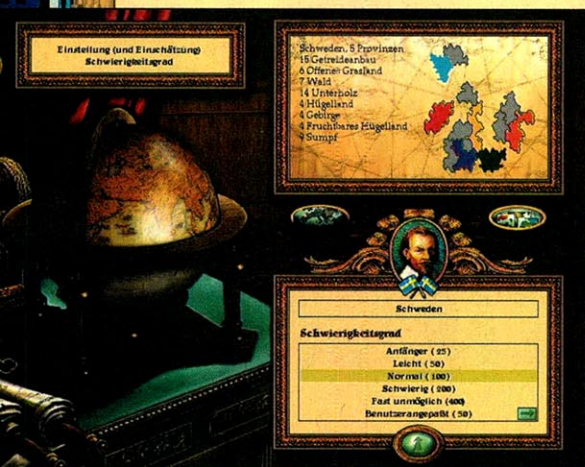 Einstellung (und Einschätzung)
Schwierigkeitsgrad
Schweden, 5 Provinzen
15 Getreideanbau
6 Offenes Grasland
7 Wald
14 Unterholz
4 Hügelland
4 Gebirge
4 Fruchtbares Hügelland
9 Sumpf
Schweden
Schwierigkeitsgrad
Anfänger (25)
Leicht (50)
Normal (100)
Schwierig (200)
Fast unmöglich (400)
Benutzerangepaßt (50)